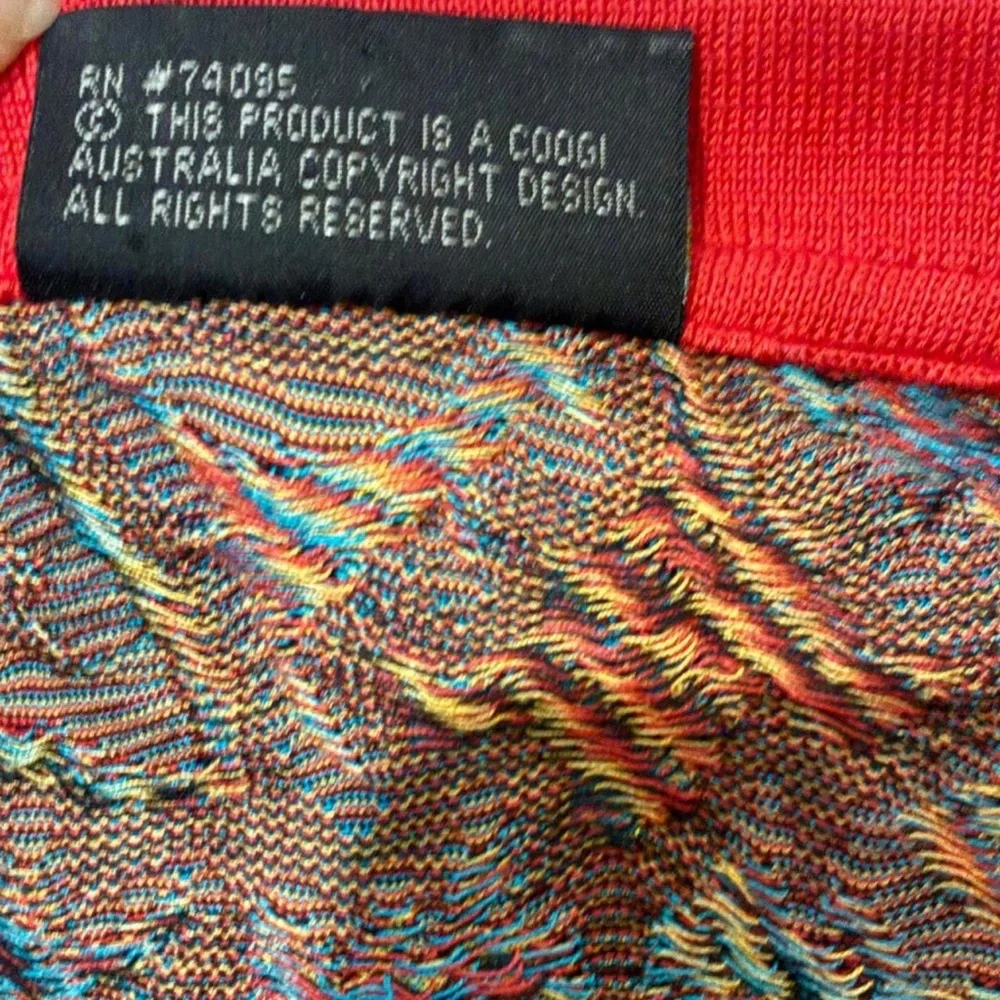 RN #74095
© THIS PRODUCT IS A COOGI
AUSTRALIA COPYRIGHT DESIGN.
ALL RIGHTS RESERVED.